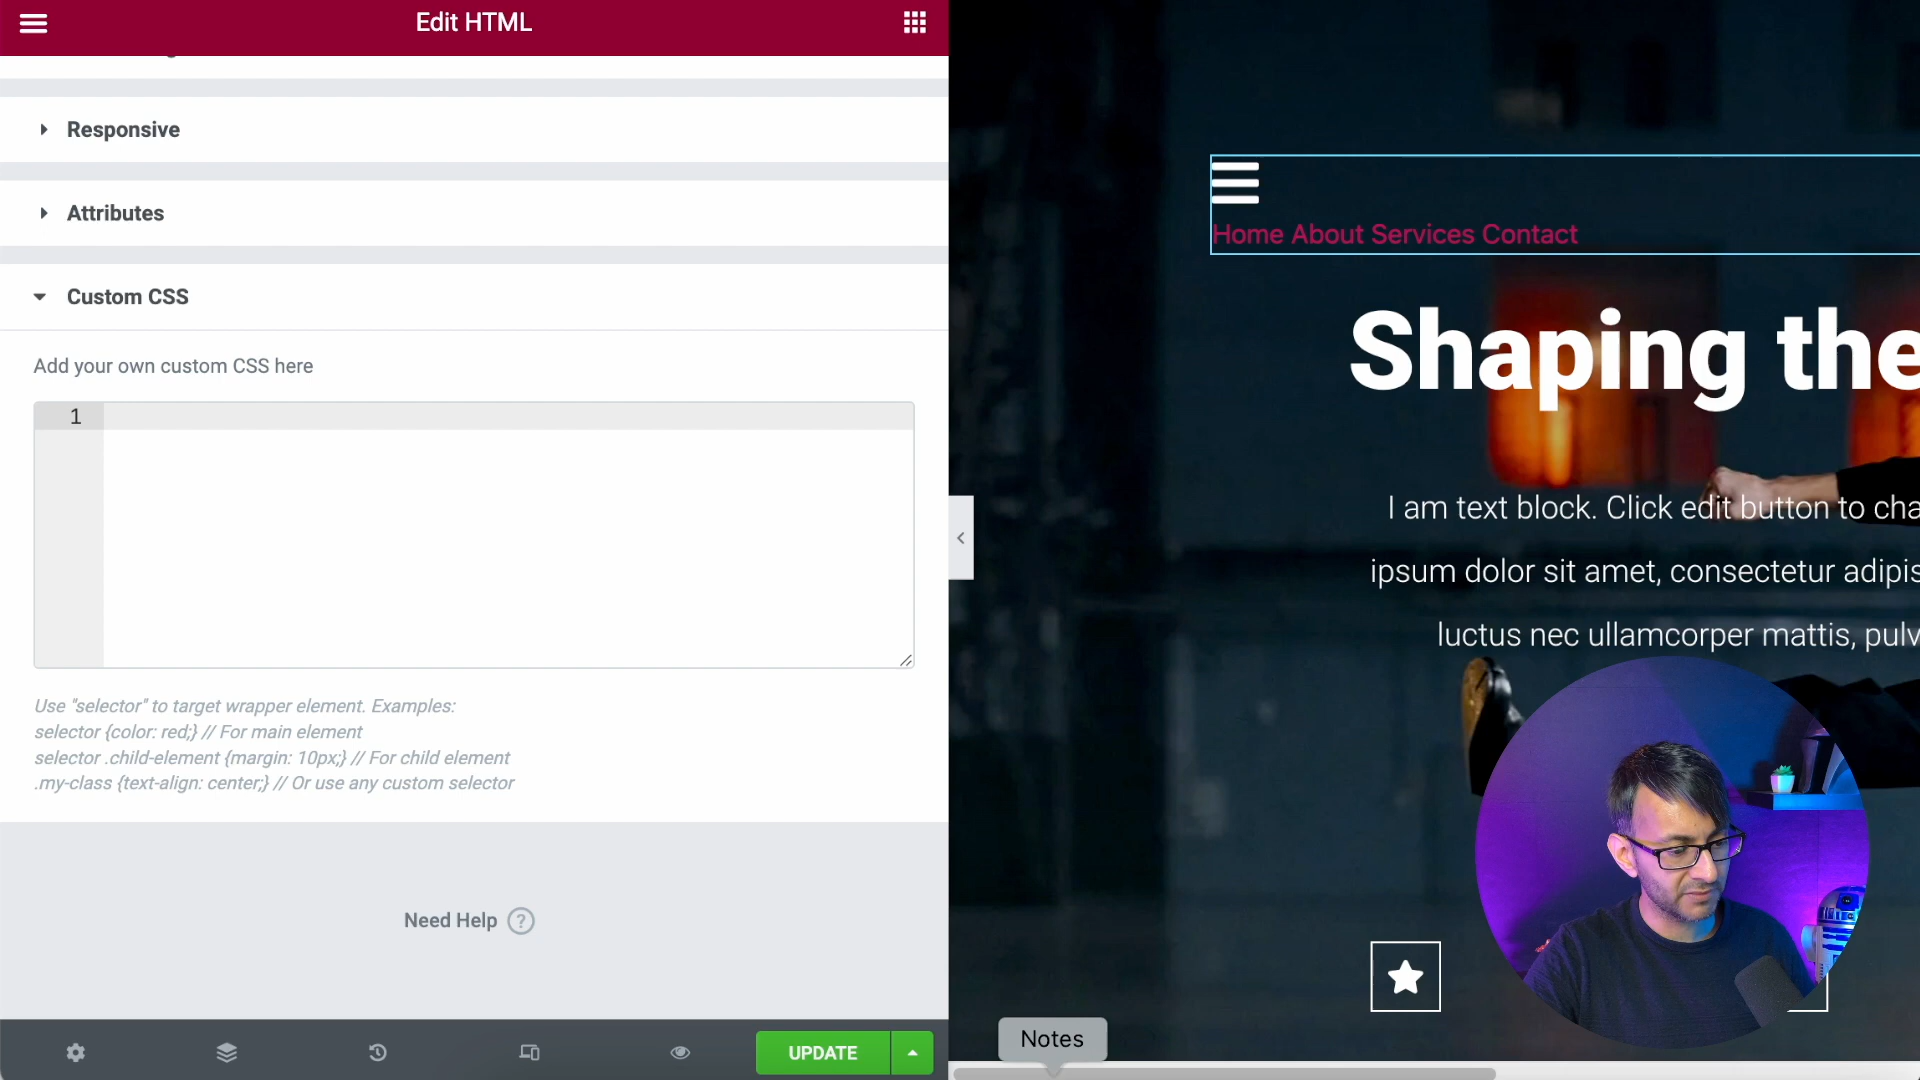 Edit HTML
Responsive
Attributes
Custom CSS
Add your own custom CSS here
1
Use "selector" to target wrapper element. Examples:
selector {color: red;} // For main element
selector .child-element {margin: 10px;} // For child element
.my-class {text-align: center;} // Or use any custom selector
Need Help ?
UPDATE
Home About Services Contact
Shaping the
I am text block. Click edit button to cha
ipsum dolor sit amet, consectetur adipis
luctus nec ullamcorper mattis, pulv
Notes